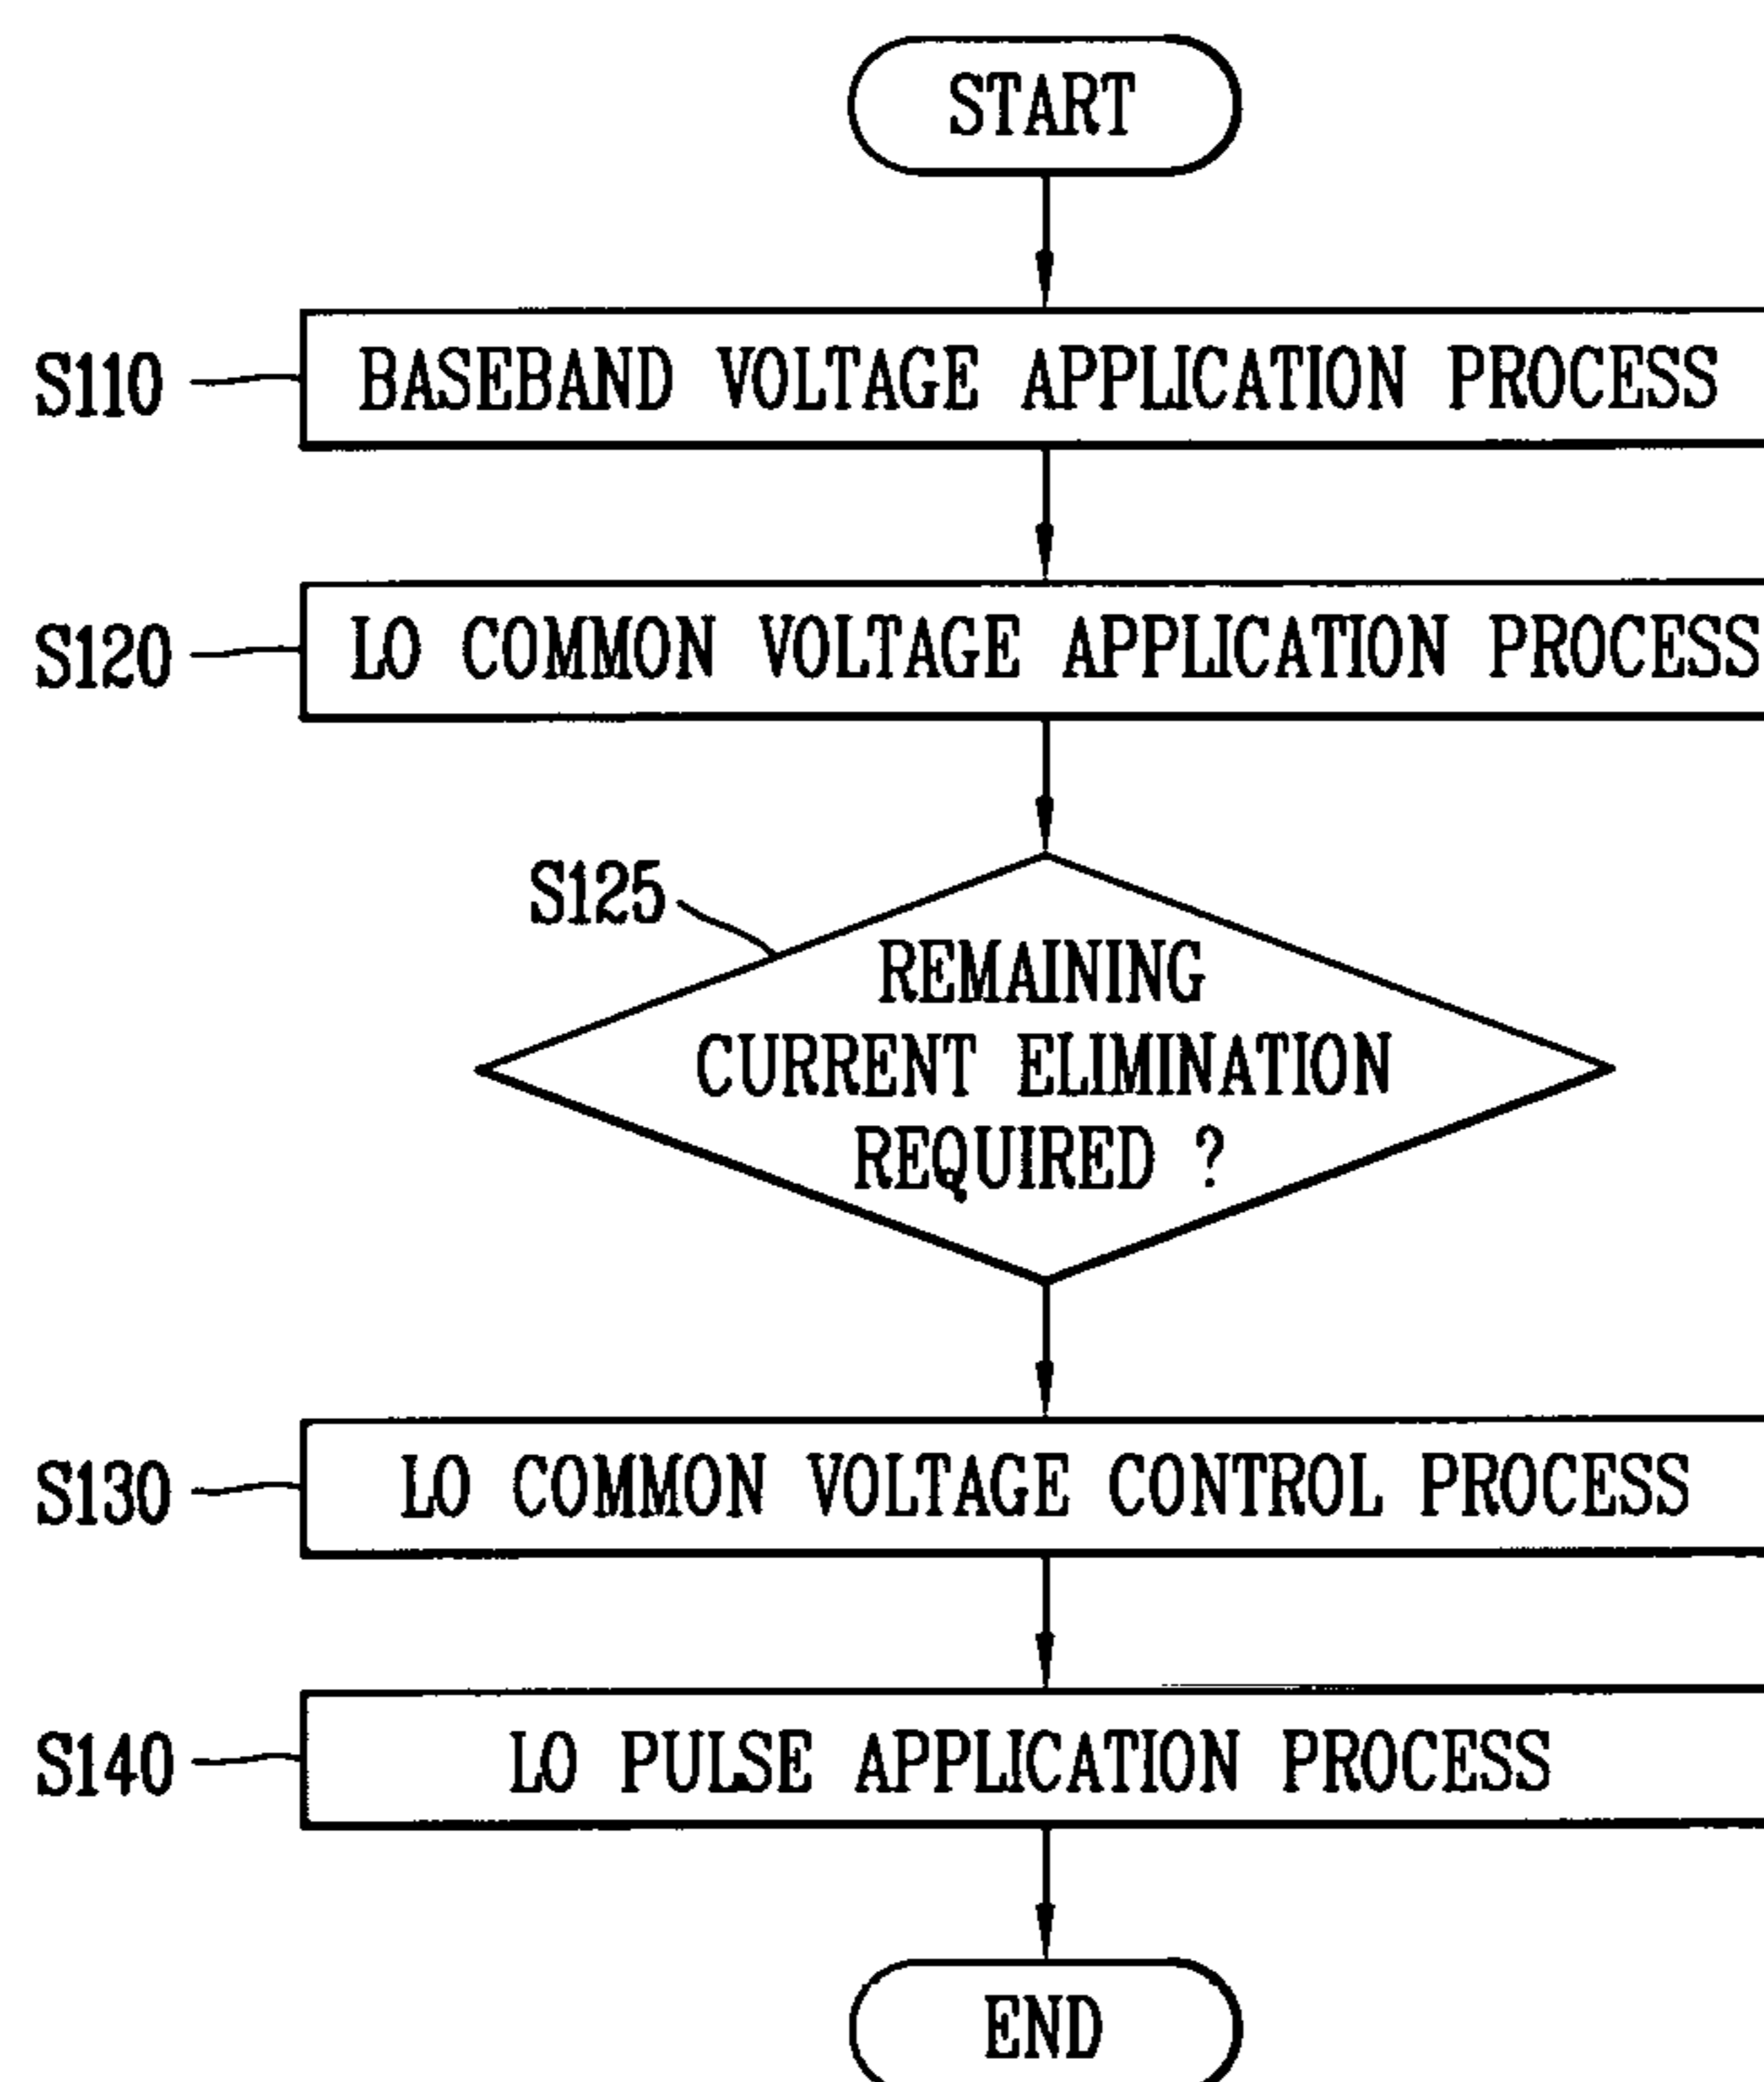 START
S110
BASEBAND VOLTAGE APPLICATION PROCESS
S120
LO COMMON VOLTAGE APPLICATION PROCESS
S125
REMAINING
CURRENT ELIMINATION
REQUIRED ?
S130
LO COMMON VOLTAGE CONTROL PROCESS
S140
LO PULSE APPLICATION PROCESS
END